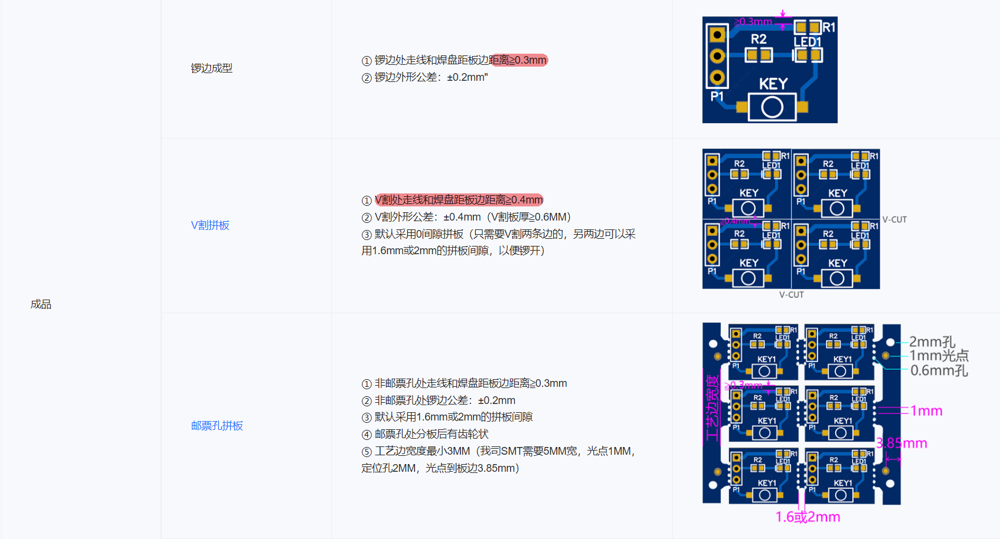 成品
锣边成型
① 锣边处走线和焊盘距板边距离≧0.3mm
② 锣边外形公差：±0.2mm"
≧0.3mm
R1
R2
LED1
KEY
P1
V割拼板
① V割处走线和焊盘距板边距离≧0.4mm
② V割外形公差：±0.4mm（V割板厚≧0.6MM）
③ 默认采用0间隙拼板（只需要V割两条边的，另两边可以采
用1.6mm或2mm的拼板间隙，以便锣开）
R1 R1
R2 R2
LED1 LED1
KEY KEY
P1 P1
V-CUT
≧0.4mm
R1 R1
R2 R2
LED1 LED1
KEY KEY
P1 P1
V-CUT
邮票孔拼板
① 非邮票孔处走线和焊盘距板边距离≧0.3mm
② 非邮票孔处锣边公差：±0.2mm
③ 默认采用1.6mm或2mm的拼板间隙
④ 邮票孔处分板后有齿轮状
⑤ 工艺边宽度最小3MM（我司SMT需要5MM宽，光点1MM，
定位孔2MM，光点到板边3.85mm）
R1 R1
R2 R2
LED1 LED1
KEY1 KEY1
P1 P1
2mm孔
1mm光点
0.6mm孔
工艺边宽度
≧0.3mm
R1 R1
R2 R2
LED1 LED1
KEY1 KEY1
P1 P1
1mm
3.85mm
R1 R1
R2 R2
LED1 LED1
KEY1 KEY1
P1 P1
1.6或2mm